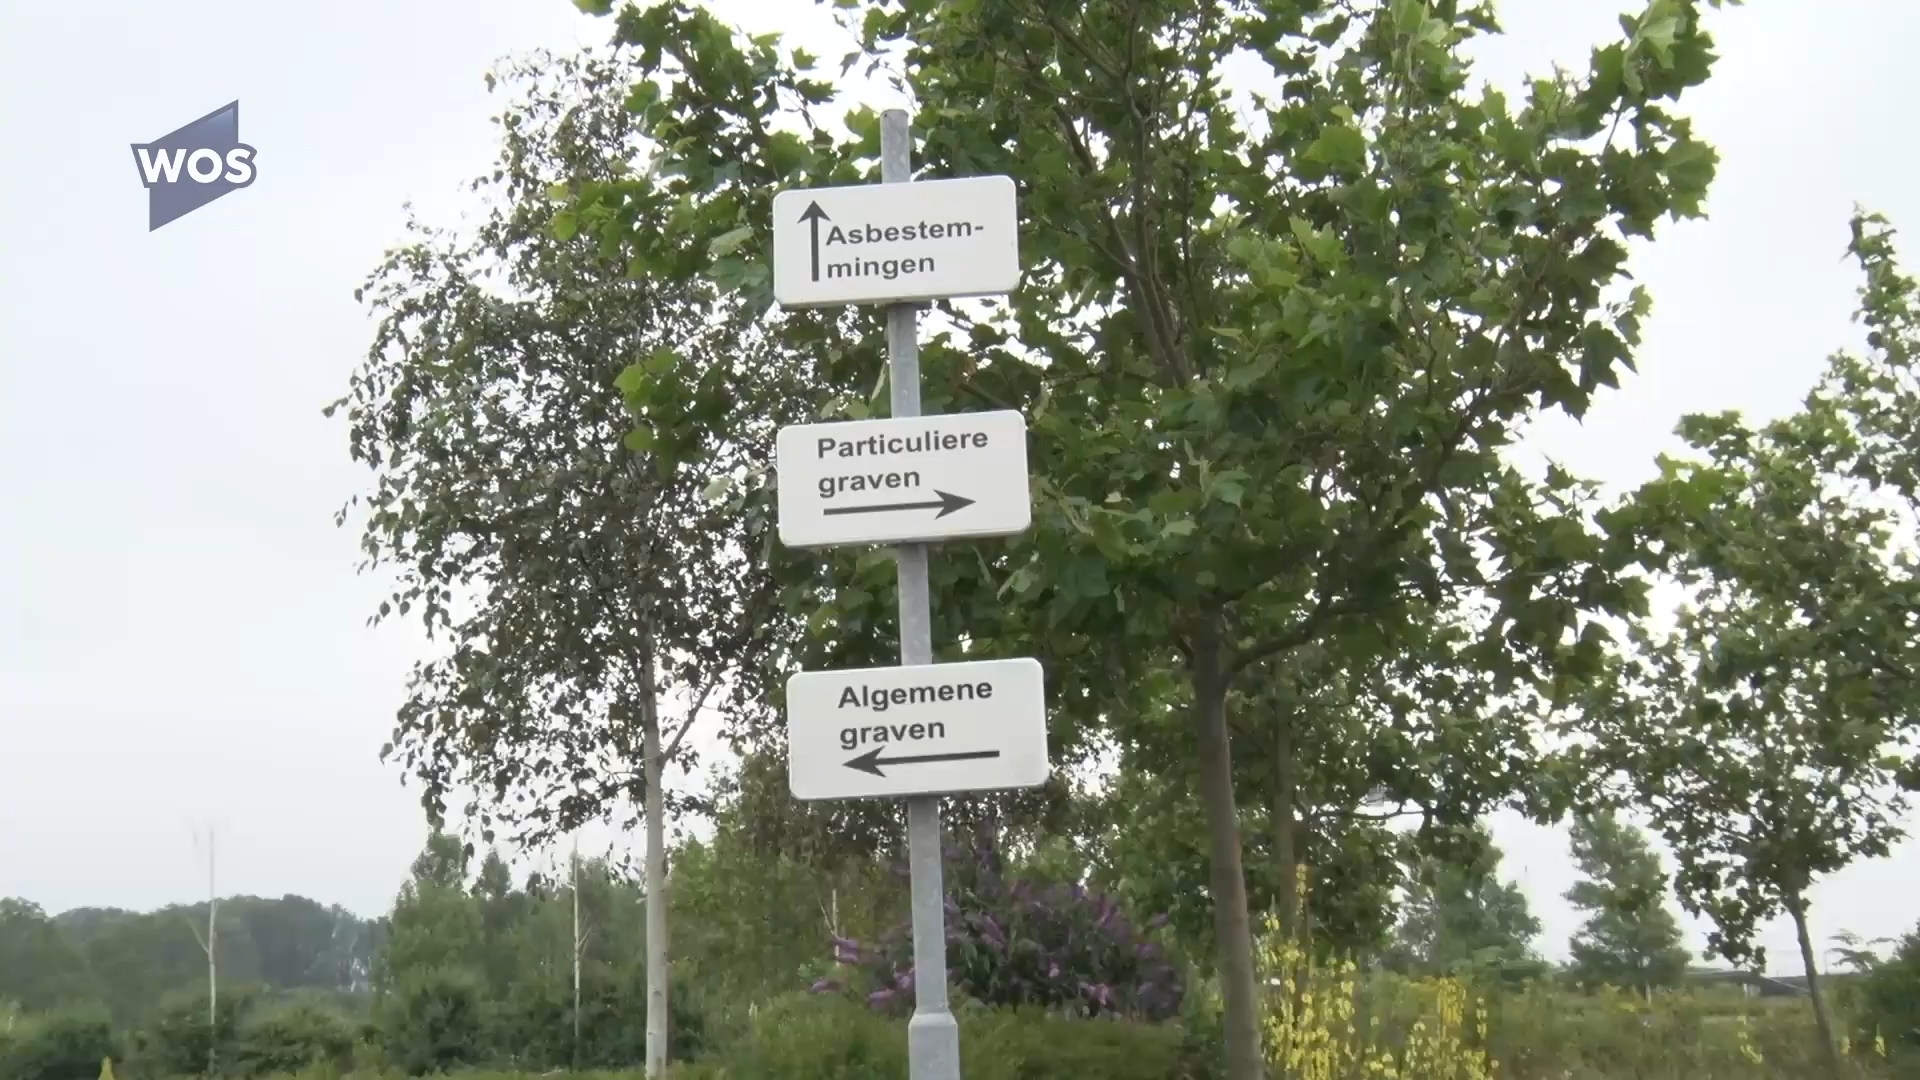 WOS
Asbestem-
mingen
Particuliere
graven
Algemene
graven